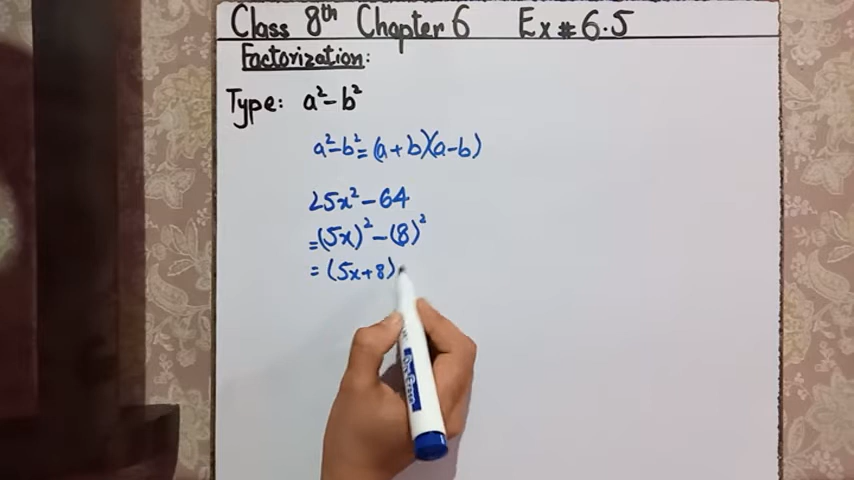 Class 8th Chapter 6 Ex # 6.5
Factorization:
Type: a²-b²
a²-b²=(a+b)(a-b)
25x²-64
=(5x)²-(8)²
=(5x+8)